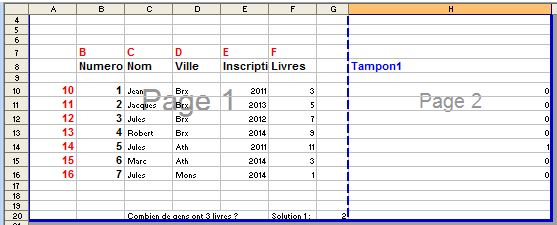 A B C D E F G H
4
5
6
7 B C D E F
8 Numero Nom Ville Inscripti Livres Tampon1
9
10 10 1 Jean Brx 2011 3 0
11 11 2 Jacques Brx 2013 5 0
12 12 3 Jules Brx 2012 7 0
13 13 4 Robert Brx 2014 9 0
14 14 5 Jules Ath 2011 11 1
15 15 6 Marc Ath 2014 3 0
16 16 7 Jules Mons 2014 1 0
Page 1 Page 2
17
18
19
20 Combien de gens ont 3 livres ? Solution 1 : 2 0